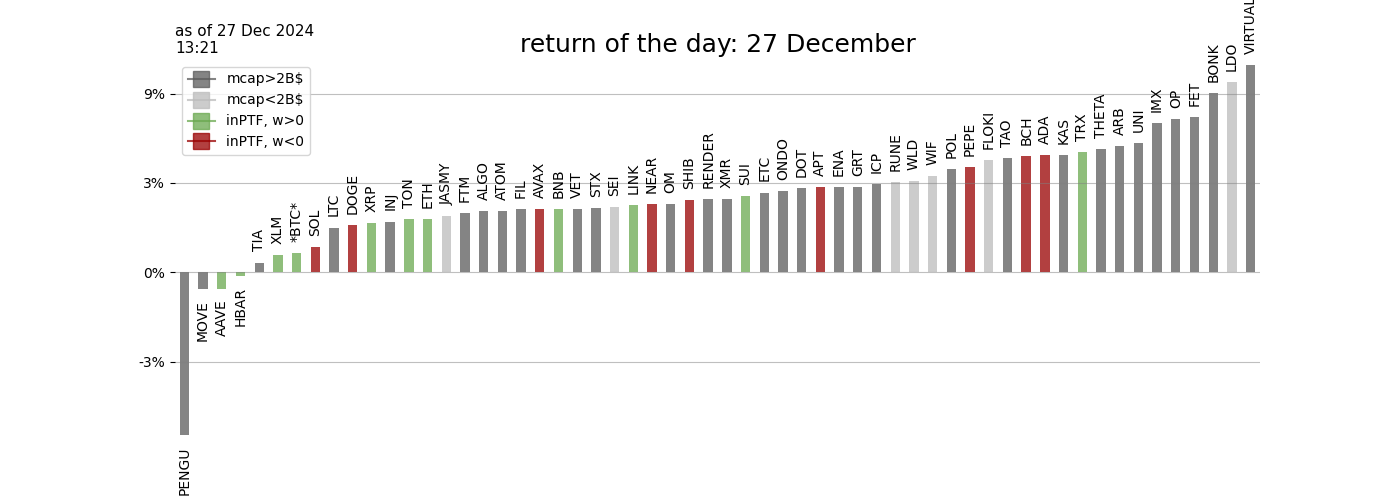 as of 27 Dec 2024
13:21
return of the day: 27 December
mcap>2B$
mcap<2B$
inPTF, w>0
inPTF, w<0
9%
3%
0%
-3%
PENGU
MOVE
AAVE
HBAR
TIA
XLM
*BTC*
SOL
LTC
DOGE
XRP
INJ
TON
ETH
JASMY
FTM
ALGO
ATOM
FIL
AVAX
BNB
VET
STX
SEI
LINK
NEAR
OM
SHIB
RENDER
XMR
SUI
ETC
ONDO
DOT
APT
ENA
GRT
ICP
RUNE
WLD
WIF
POL
PEPE
FLOKI
TAO
BCH
ADA
KAS
TRX
THETA
ARB
UNI
IMX
OP
FET
BONK
LDO
VIRTUAL